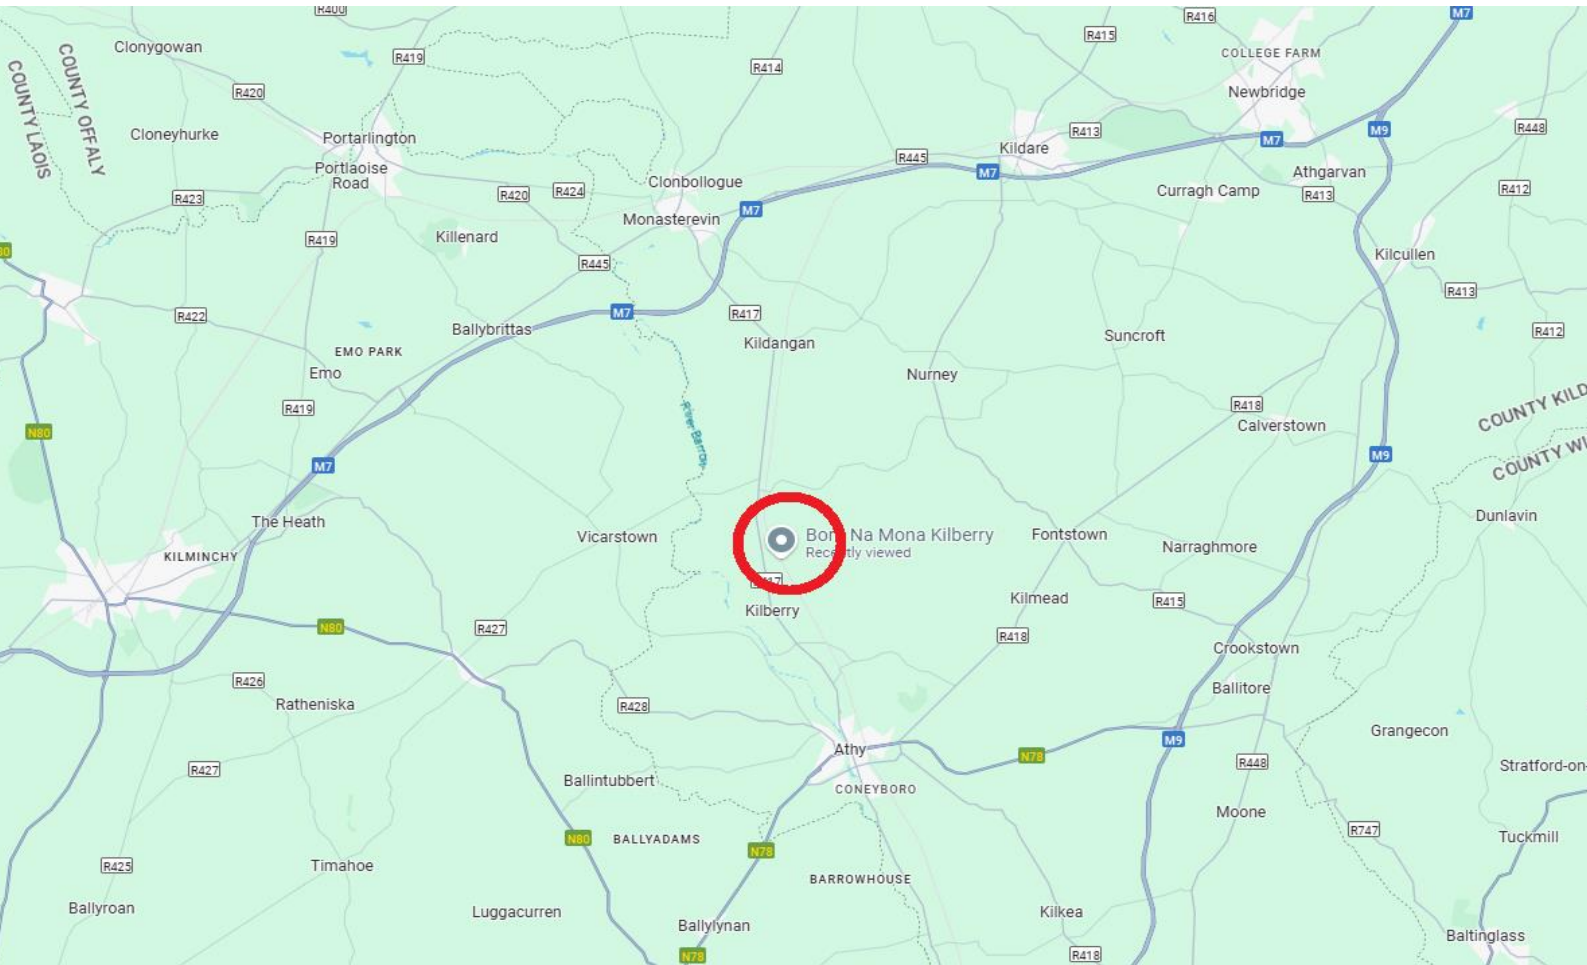 R400
R416
M7
COUNTY OFFALY
COUNTY LAOIS
Clonygowan
R419
R414
R415
COLLEGE FARM
R420
Newbridge
Cloneyhurke
Portarlington
Kildare
R413
M7
M9
R448
Portlaoise
Road
R445
M7
Athgarvan
Clonbollogue
R423
R420
R424
Curragh Camp
R413
R412
Monasterevin
M7
R419
Killenard
Kilcullen
R445
R413
R422
M7
R417
Ballybrittas
Kildangan
Suncroft
R412
EMO PARK
Emo
Nurney
R419
River Barrow
R418
Calverstown
COUNTY KILD
COUNTY WI
N80
M7
M9
The Heath
Vicarstown
Bord Na Mona Kilberry
Recently viewed
Fontstown
Narraghmore
Dunlavin
KILMINCHY
R417
Kilberry
Kilmead
R415
N80
R427
R418
Crookstown
R426
Ratheniska
R428
Ballitore
Athy
N78
M9
Grangecon
R427
Ballintubbert
CONEYBORO
R448
Stratford-on-
Moone
N80
BALLYADAMS
N78
R747
Tuckmill
R425
Timahoe
BARROWHOUSE
Ballyroan
Luggacurren
Ballylynan
Kilkea
N78
R418
Baltinglass